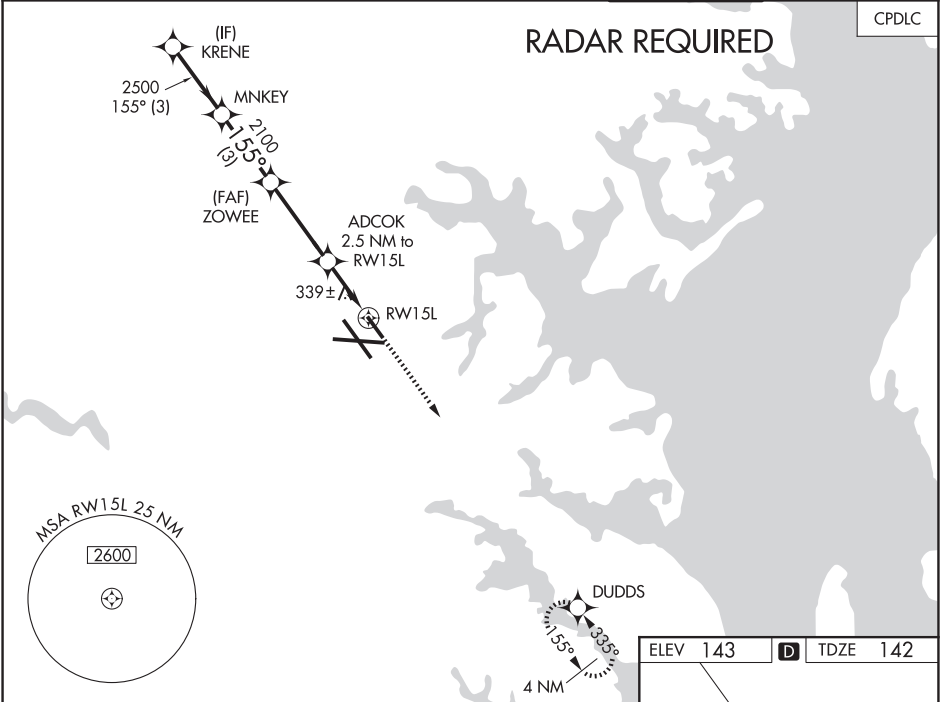 CPDLC
RADAR REQUIRED
(IF)
KRENE
2500
155° (3)
MNKEY
2100
155°
(3)
(FAF)
ZOWEE
ADCOK
2.5 NM to
RW15L
339±
RW15L
MSA RW15L 25 NM
2600
DUDDS
155°
335°
4 NM
ELEV 143
D
TDZE 142